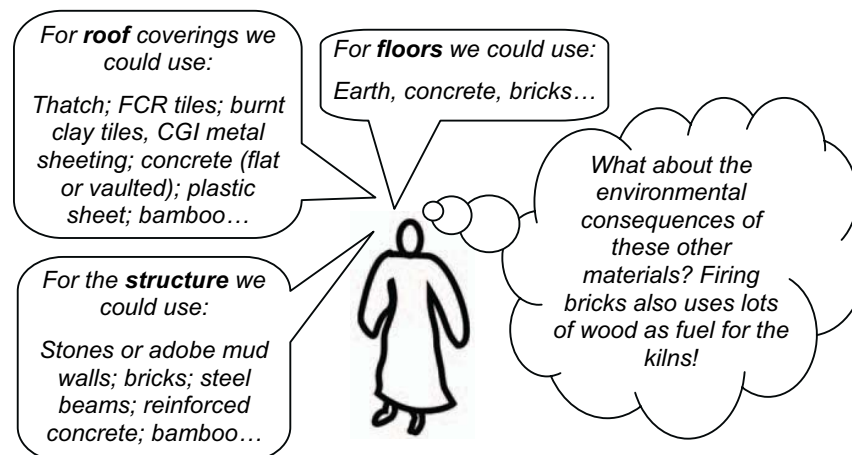 For roof coverings we
could use:
Thatch; FCR tiles; burnt
clay tiles, CGI metal
sheeting; concrete (flat
or vaulted); plastic
sheet; bamboo…
For floors we could use:
Earth, concrete, bricks…
What about the
environmental
consequences of
these other
materials? Firing
bricks also uses lots
of wood as fuel for the
kilns!
For the structure we
could use:
Stones or adobe mud
walls; bricks; steel
beams; reinforced
concrete; bamboo…